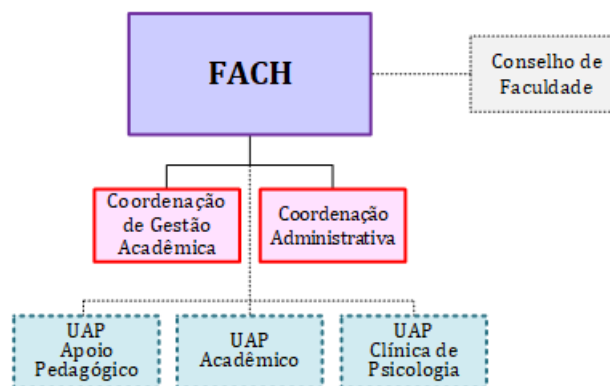 FACH
Conselho de
Faculdade
Coordenação
de Gestão
Acadêmica
Coordenação
Administrativa
UAP
Apoio
Pedagógico
UAP
Acadêmico
UAP
Clínica de
Psicologia